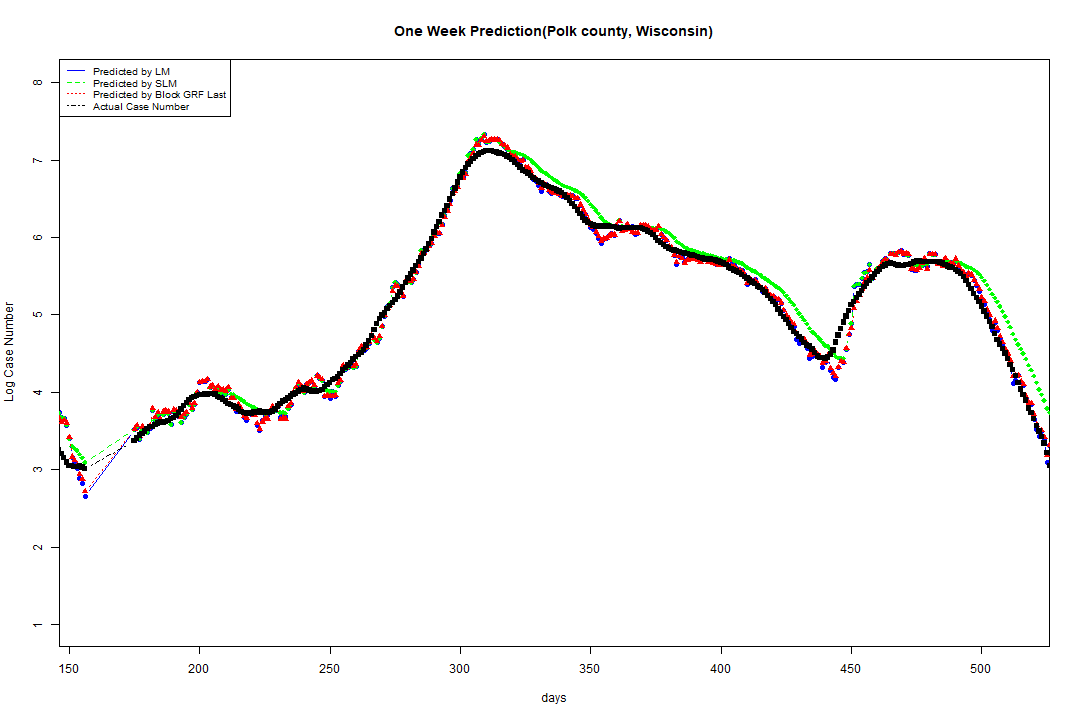 One Week Prediction(Polk county, Wisconsin)
Predicted by LM
Predicted by SLM
Predicted by Block GRF Last
Actual Case Number
Log Case Number
8
7
6
5
4
3
2
1
150 200 250 300 350 400 450 500
days